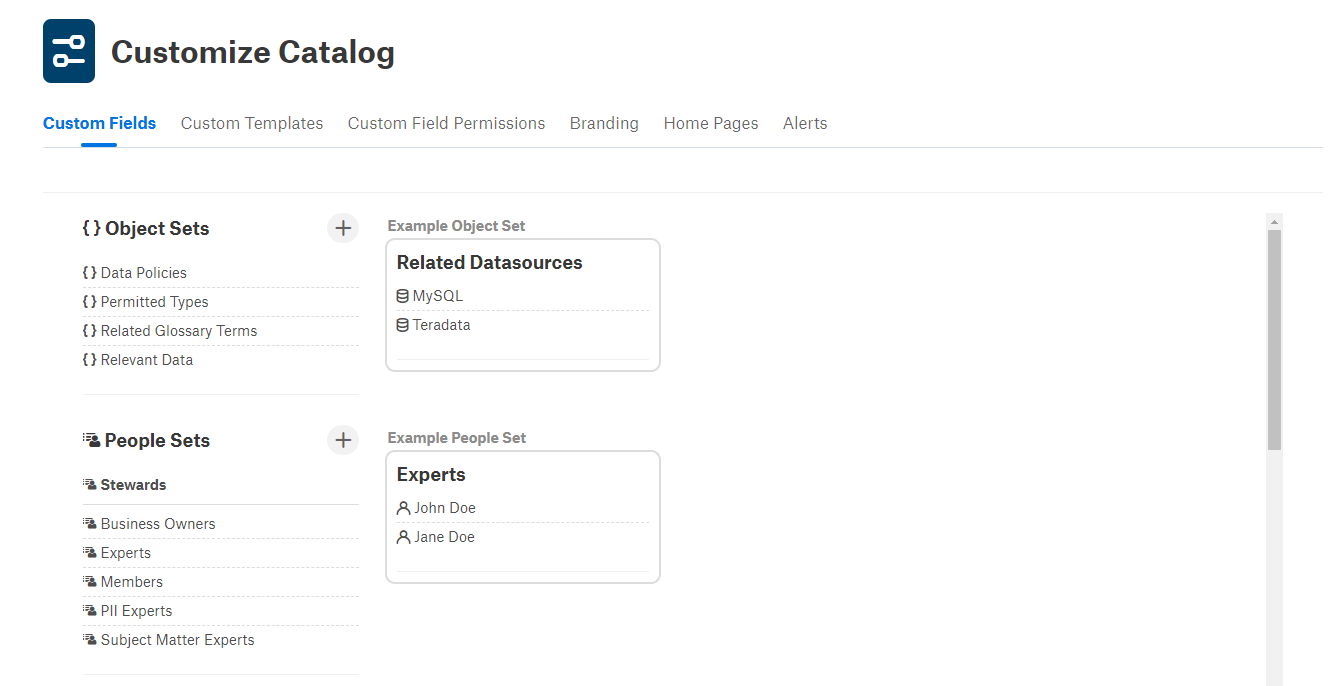 Customize Catalog
Custom Fields Custom Templates Custom Field Permissions Branding Home Pages Alerts
{ } Object Sets
{ } Data Policies
{ } Permitted Types
{ } Related Glossary Terms
{ } Relevant Data
Example Object Set
Related Datasources
MySQL
Teradata
People Sets
Stewards
Business Owners
Experts
Members
PII Experts
Subject Matter Experts
Example People Set
Experts
John Doe
Jane Doe